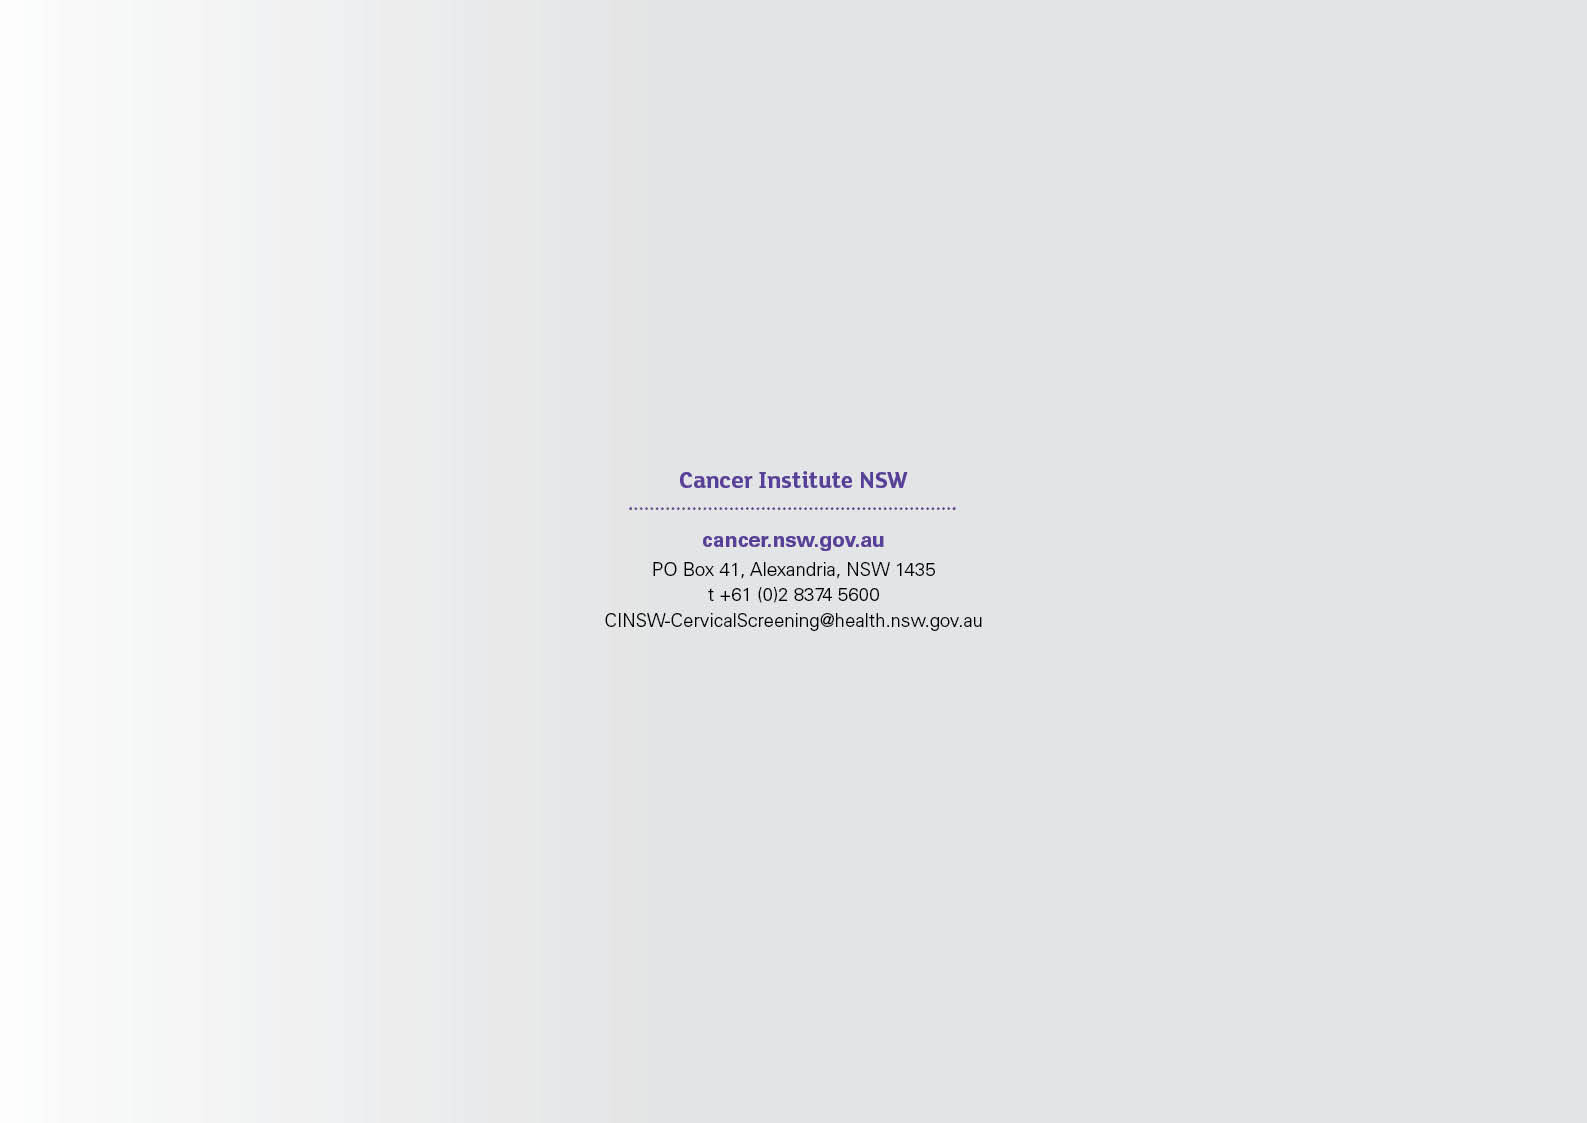 Cancer Institute NSW
cancer.nsw.gov.au
PO Box 41, Alexandria, NSW 1435
t +61 (0)2 8374 5600
CINSW-CervicalScreening@health.nsw.gov.au